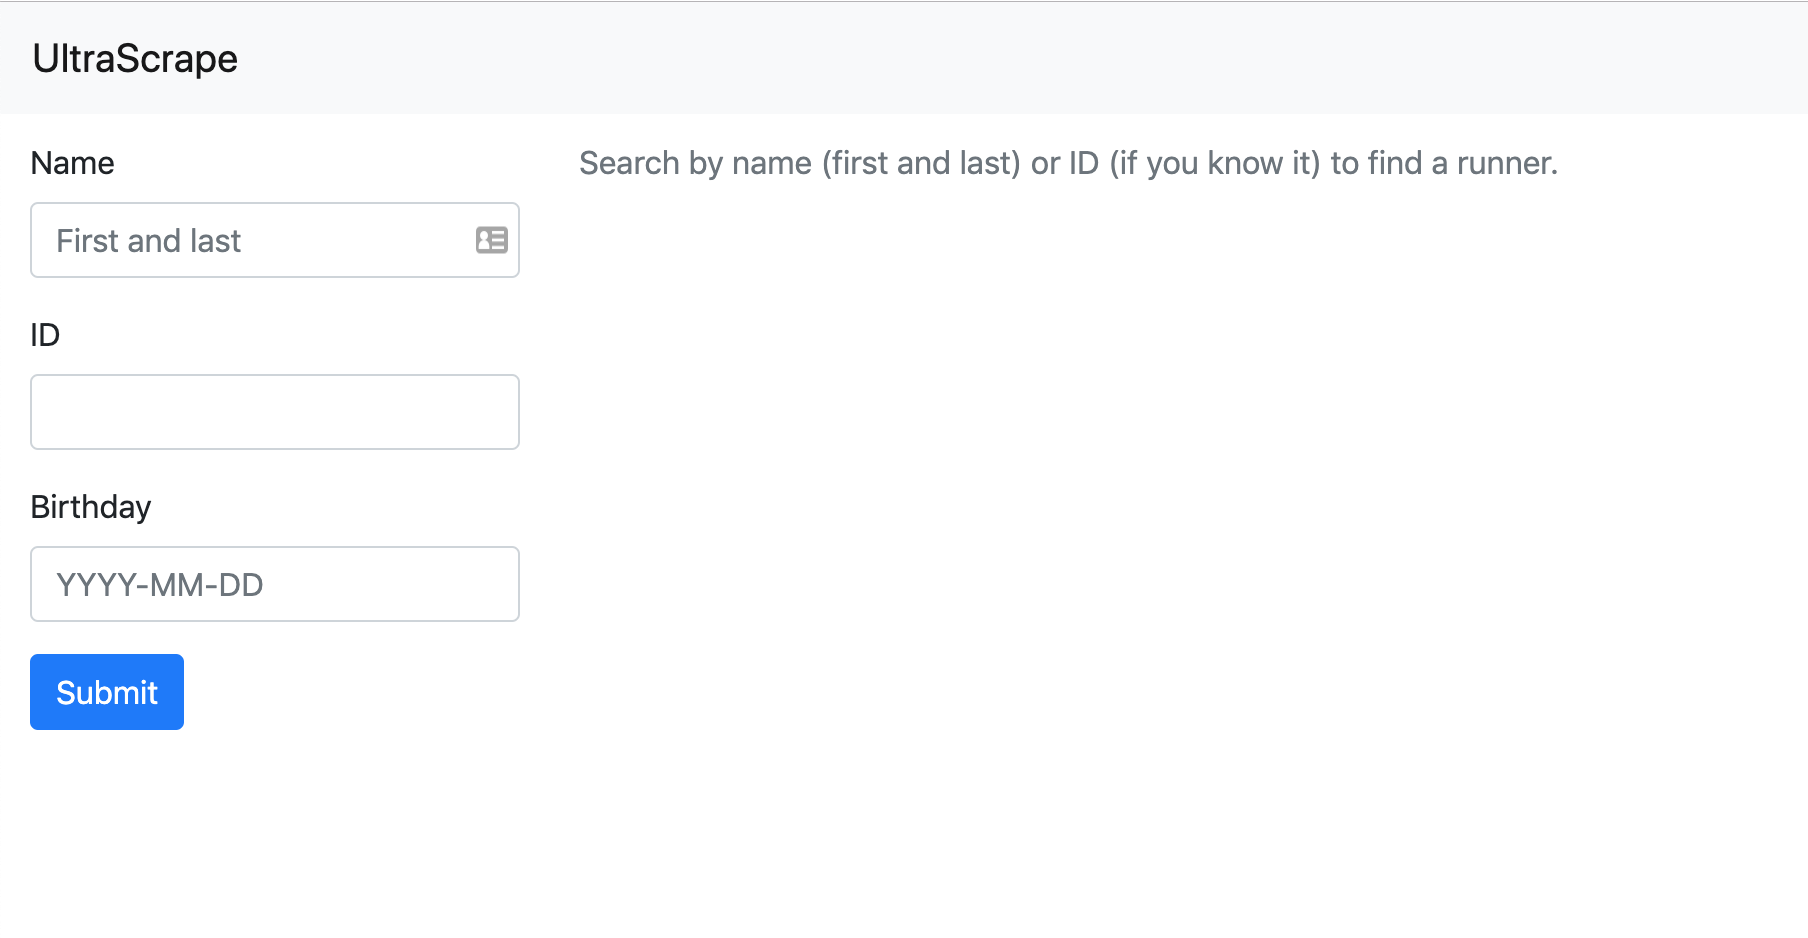 UltraScrape
Name
First and last
ID
Birthday
YYYY-MM-DD
Submit
Search by name (first and last) or ID (if you know it) to find a runner.